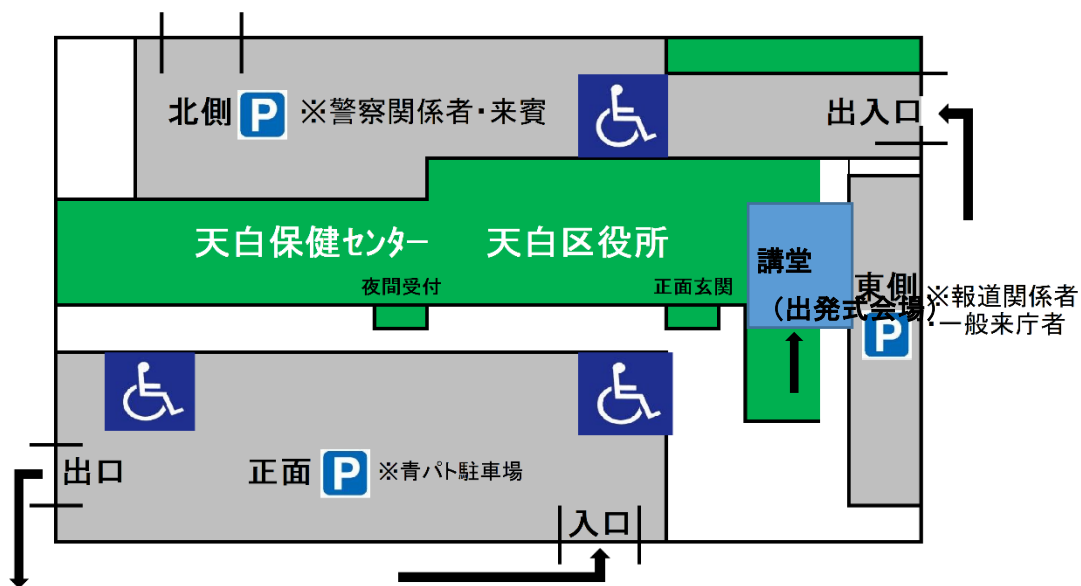 北側 P ※警察関係者・来賓
出入口
天白保健センター
天白区役所
講堂
（出発式会場）
夜間受付
正面玄関
東側
P
※報道関係者
・一般来庁者
出口
正面 P ※青パト駐車場
入口